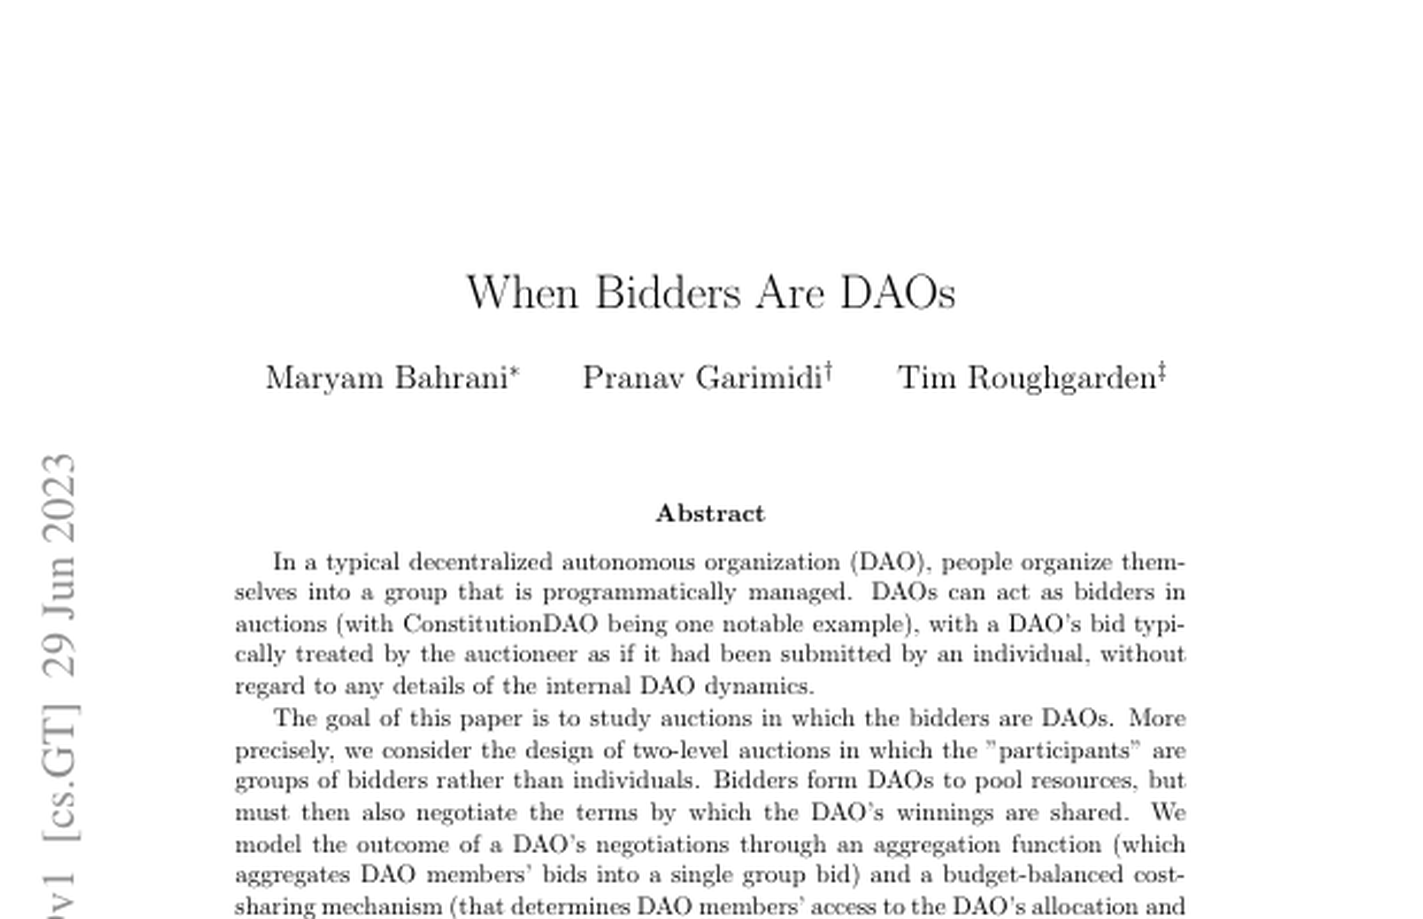 When Bidders Are DAOs
Maryam Bahrani* Pranav Garimidi† Tim Roughgarden‡
Abstract
In a typical decentralized autonomous organization (DAO), people organize them-
selves into a group that is programmatically managed. DAOs can act as bidders in
auctions (with ConstitutionDAO being one notable example), with a DAO's bid typi-
cally treated by the auctioneer as if it had been submitted by an individual, without
regard to any details of the internal DAO dynamics.
The goal of this paper is to study auctions in which the bidders are DAOs. More
precisely, we consider the design of two-level auctions in which the ”participants” are
groups of bidders rather than individuals. Bidders form DAOs to pool resources, but
must then also negotiate the terms by which the DAO's winnings are shared. We
model the outcome of a DAO's negotiations through an aggregation function (which
aggregates DAO members' bids into a single group bid) and a budget-balanced cost-
sharing mechanism (that determines DAO members' access to the DAO's allocation and
v1 [cs.GT] 29 Jun 2023